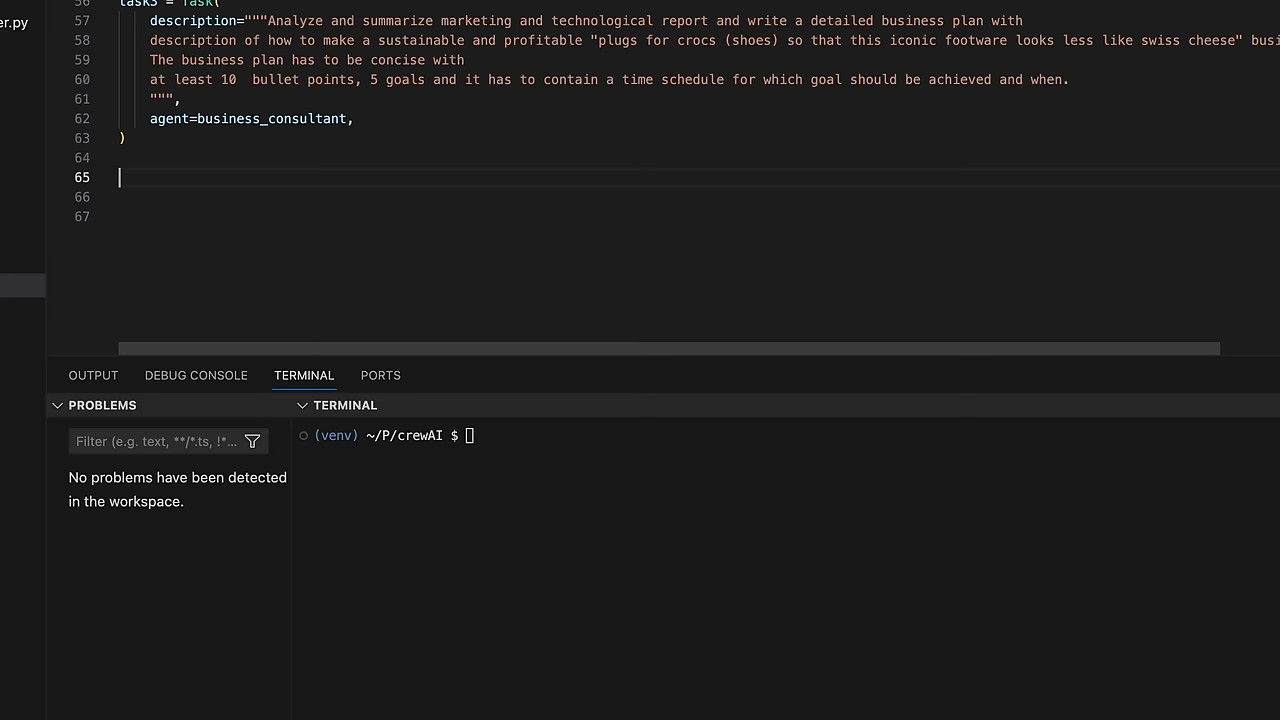 er.py
56 task3 = Task(
57 description="""Analyze and summarize marketing and technological report and write a detailed business plan with
58 description of how to make a sustainable and profitable "plugs for crocs (shoes) so that this iconic footware looks less like swiss cheese" busi
59 The business plan has to be concise with
60 at least 10  bullet points, 5 goals and it has to contain a time schedule for which goal should be achieved and when.
61 """,
62 agent=business_consultant,
63 )
64
65
66
67
OUTPUT DEBUG CONSOLE TERMINAL PORTS
PROBLEMS
Filter (e.g. text, **/*.ts, !*...
No problems have been detected
in the workspace.
TERMINAL
(venv) ~/P/crewAI $